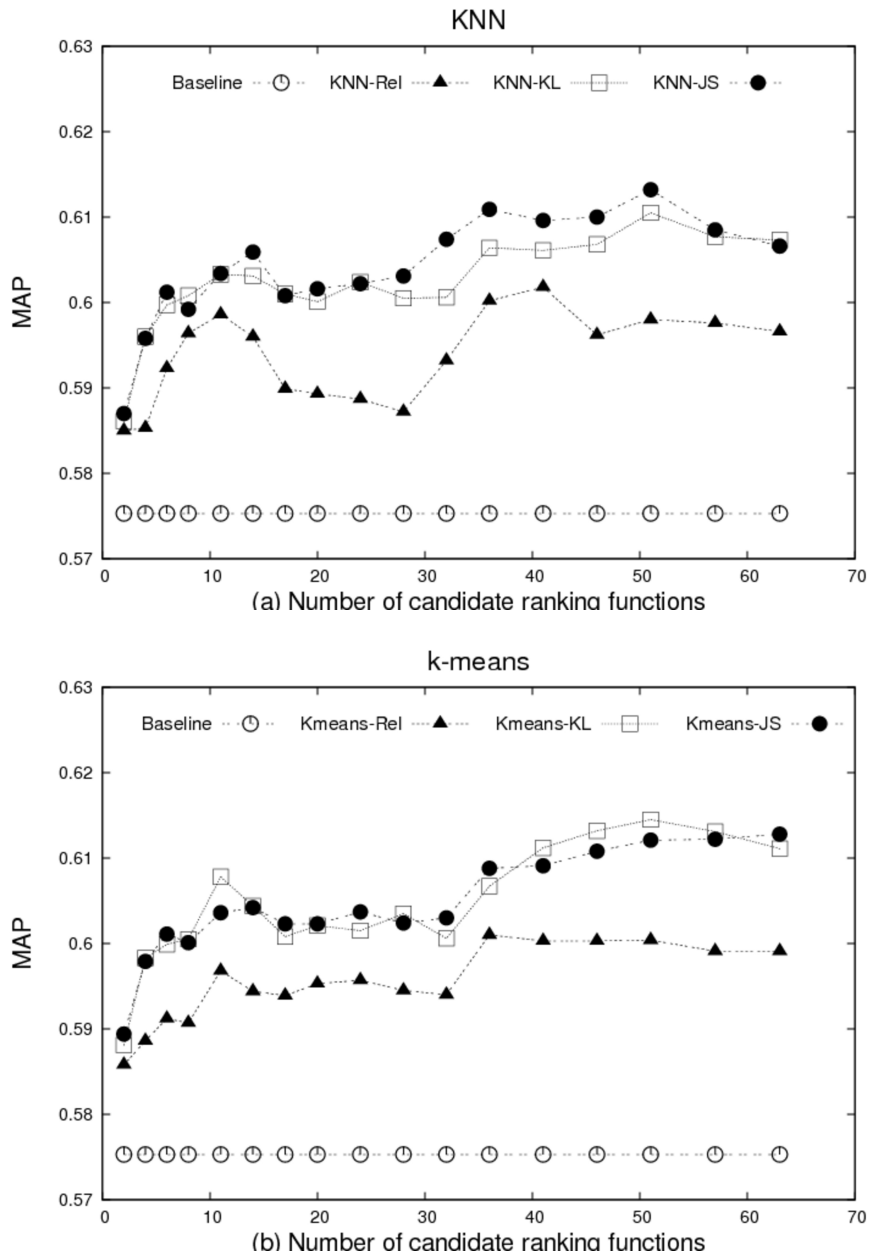 KNN
0.63
Baseline KNN-Rel KNN-KL KNN-JS
0.62
0.61
0.6
0.59
0.58
0.57
MAP
0 10 20 30 40 50 60 70
(a) Number of candidate ranking functions
k-means
0.63
Baseline Kmeans-Rel Kmeans-KL Kmeans-JS
0.62
0.61
0.6
0.59
0.58
0.57
MAP
0 10 20 30 40 50 60 70
(b) Number of candidate ranking functions